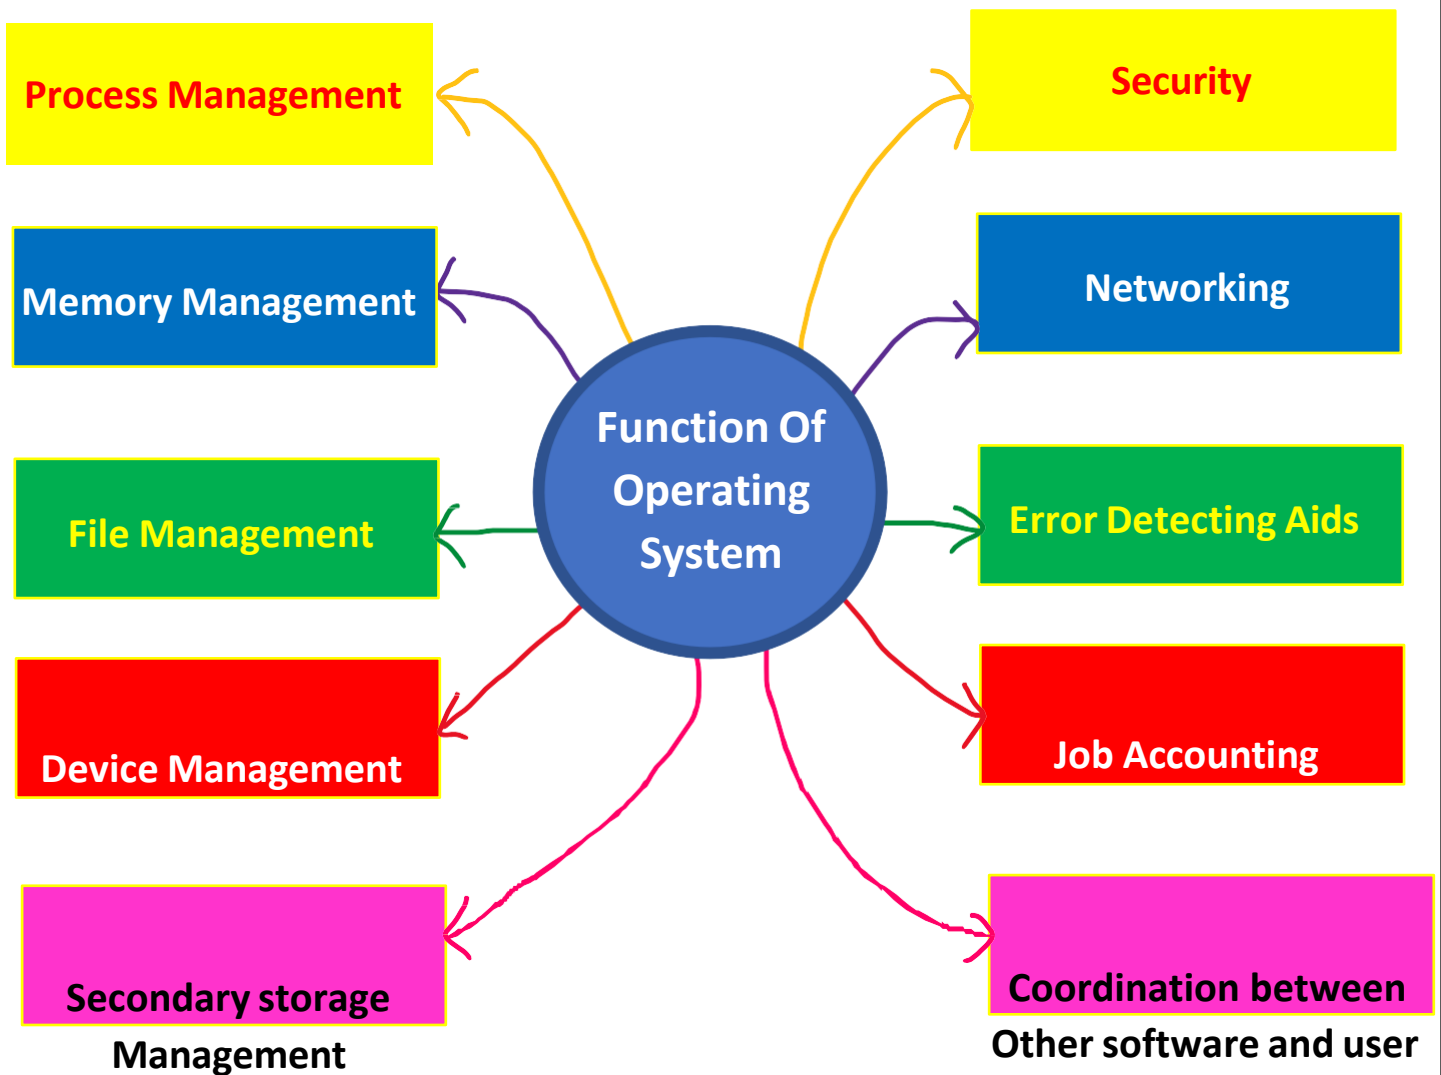 Process Management
Memory Management
File Management
Device Management
Secondary storage
Management
Function Of
Operating
System
Security
Networking
Error Detecting Aids
Job Accounting
Coordination between
Other software and user